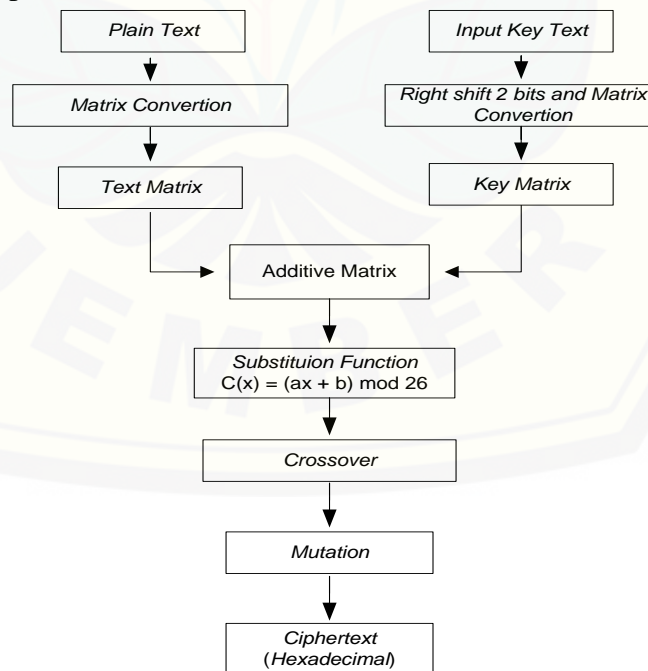 Plain Text
Input Key Text
Matrix Convertion
Right shift 2 bits and Matrix
Convertion
Text Matrix
Key Matrix
Additive Matrix
Substituion Function
C(x) = (ax + b) mod 26
Crossover
Mutation
Ciphertext
(Hexadecimal)
EMBER